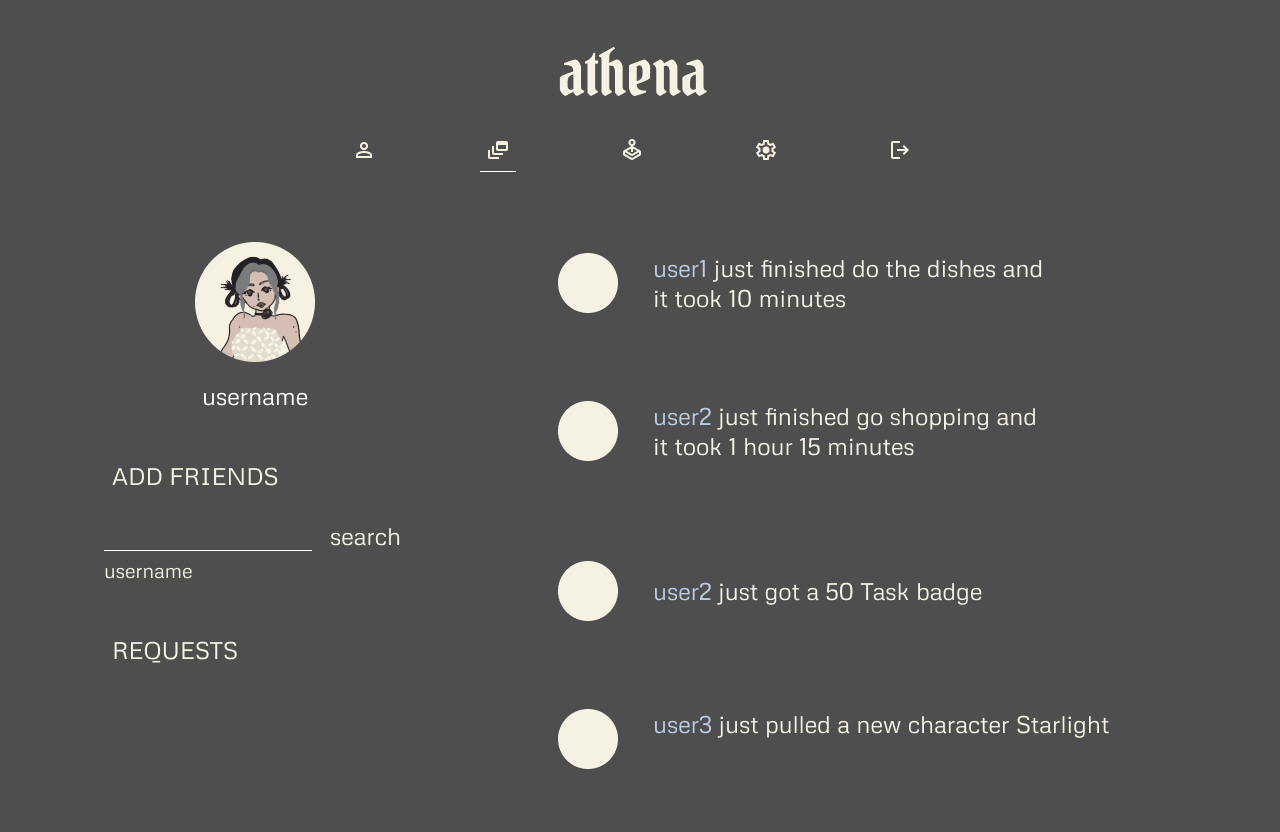 athena
username
ADD FRIENDS
search
username
REQUESTS
user1 just finished do the dishes and
it took 10 minutes
user2 just finished go shopping and
it took 1 hour 15 minutes
user2 just got a 50 Task badge
user3 just pulled a new character Starlight